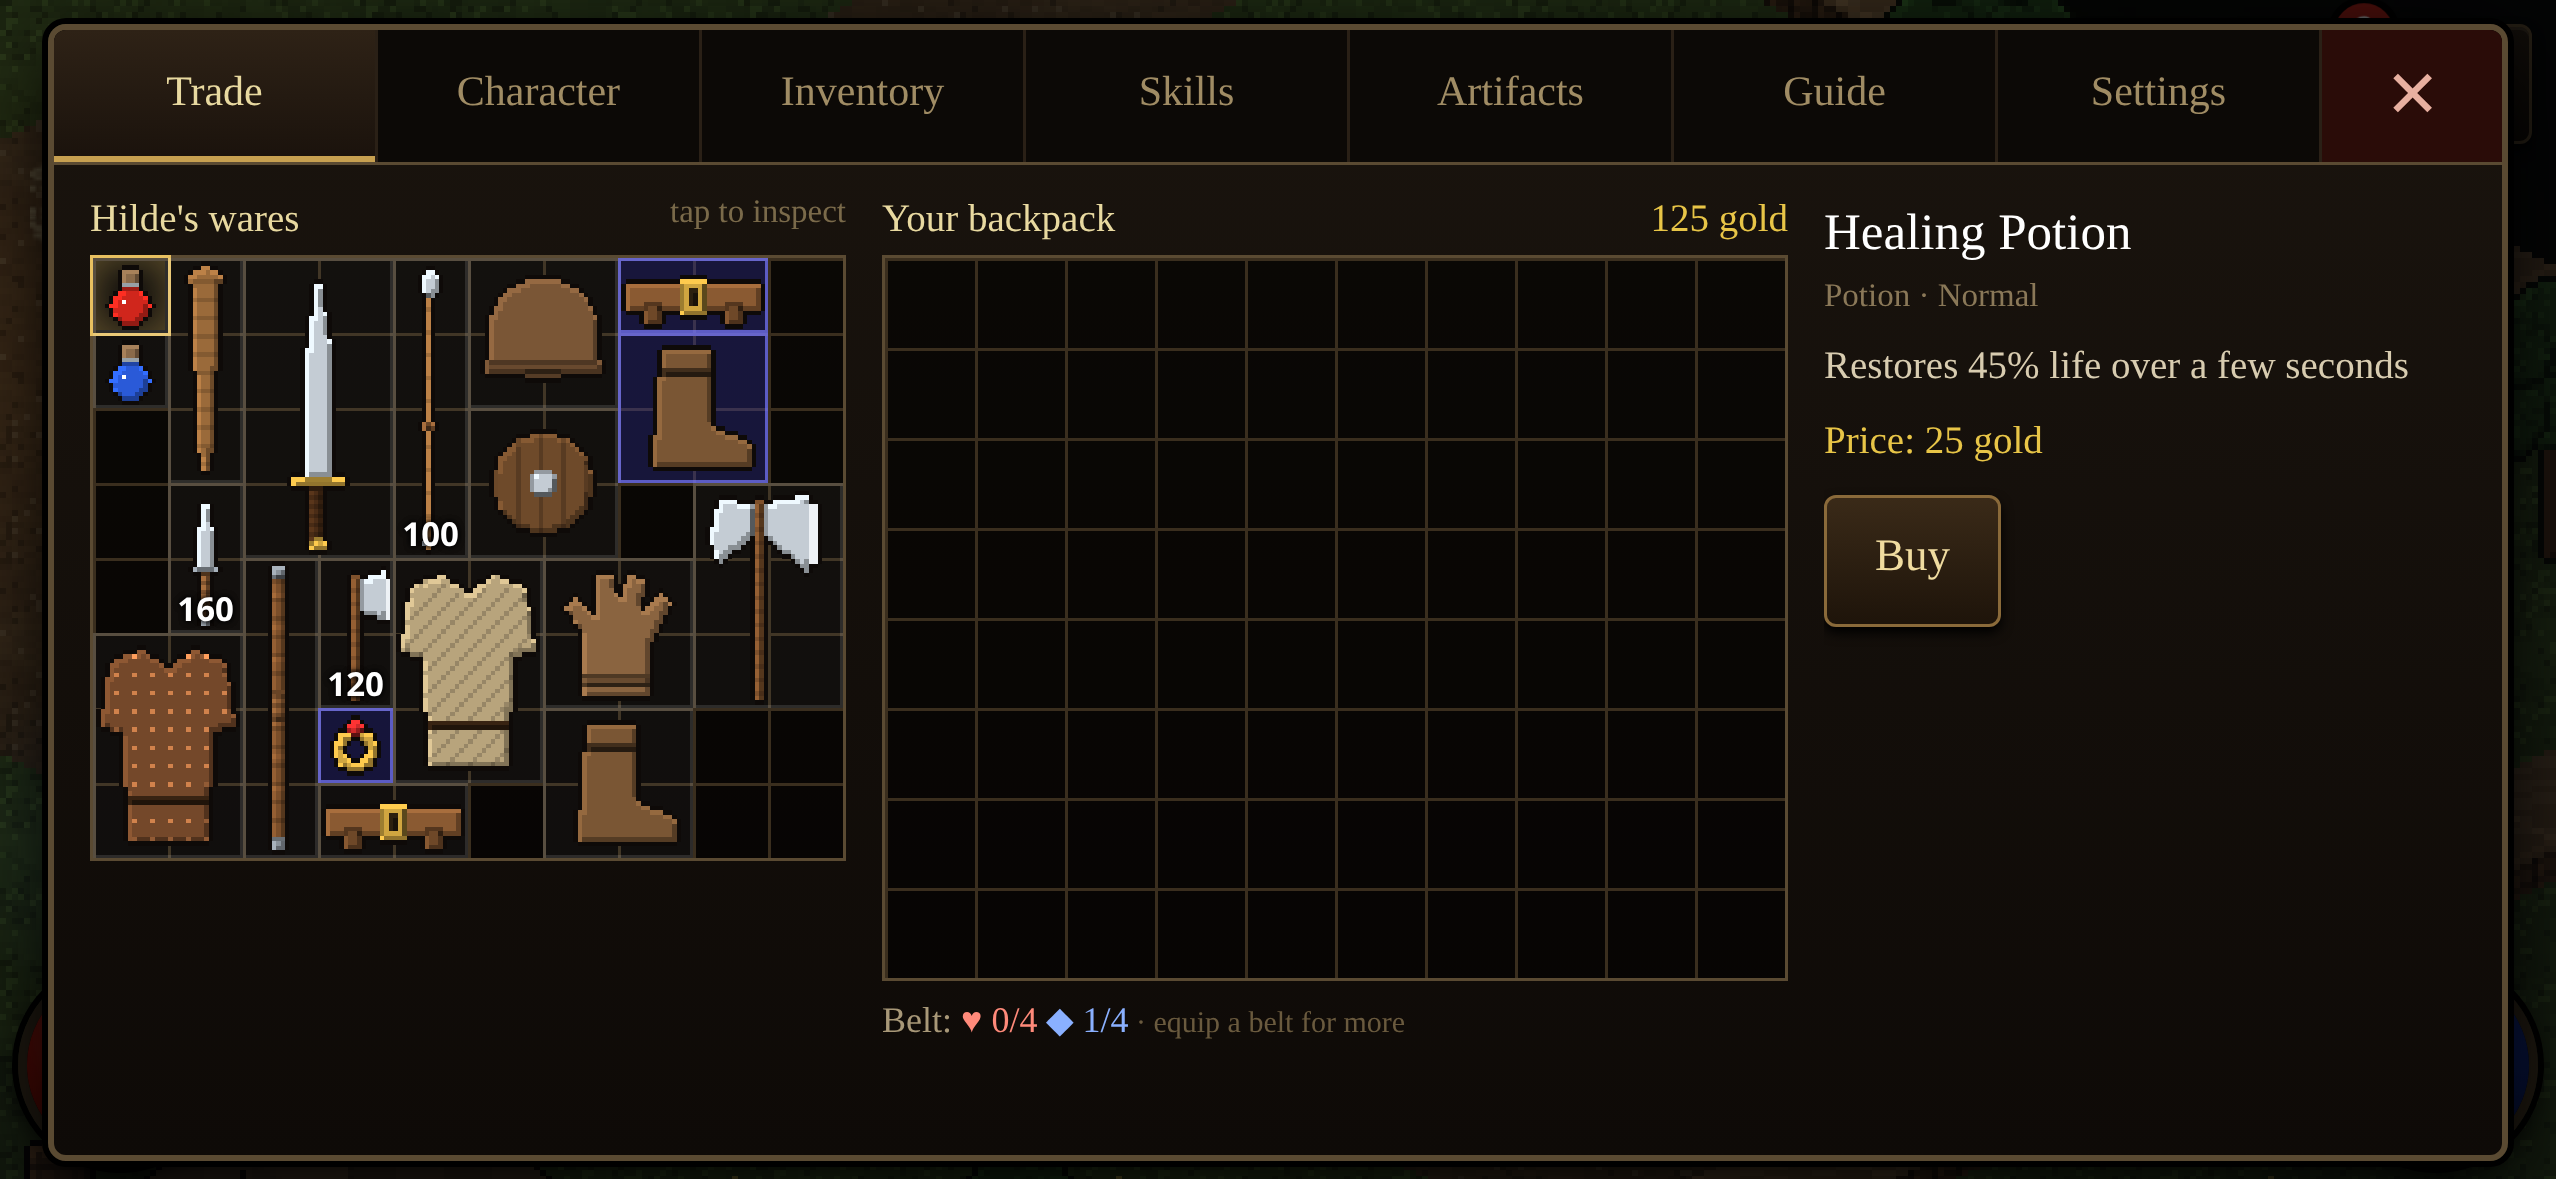 Trade
Character
Inventory
Skills
Artifacts
Guide
Settings
✕
Hilde's wares
tap to inspect
100
160
120
Your backpack
125 gold
Belt: ♥ 0/4 ◆ 1/4 · equip a belt for more
Healing Potion
Potion · Normal
Restores 45% life over a few seconds
Price: 25 gold
Buy